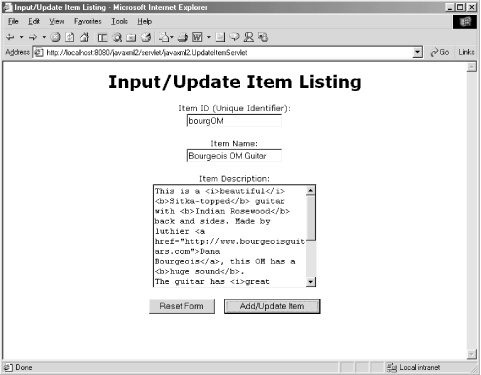 Input/Update Item Listing - Microsoft Internet Explorer
File Edit View Favorites Tools Help
Address http://localhost:8080/javaxml2/servlet/javaxml2.UpdateItemServlet Go Links
Input/Update Item Listing
Item ID (Unique Identifier):
bourgOM
Item Name:
Bourgeois OM Guitar
Item Description:
This is a <i>beautiful</i>
<b>Sitka-topped</b> guitar
with <b>Indian Rosewood</b>
back and sides. Made by
luthier <a
href="http://www.bourgeoisguit
ars.com">Dana
Bourgeois</a>, this OM has a
<b>huge sound</b>.
The guitar has <i>great
Reset Form Add/Update Item
Done Local intranet